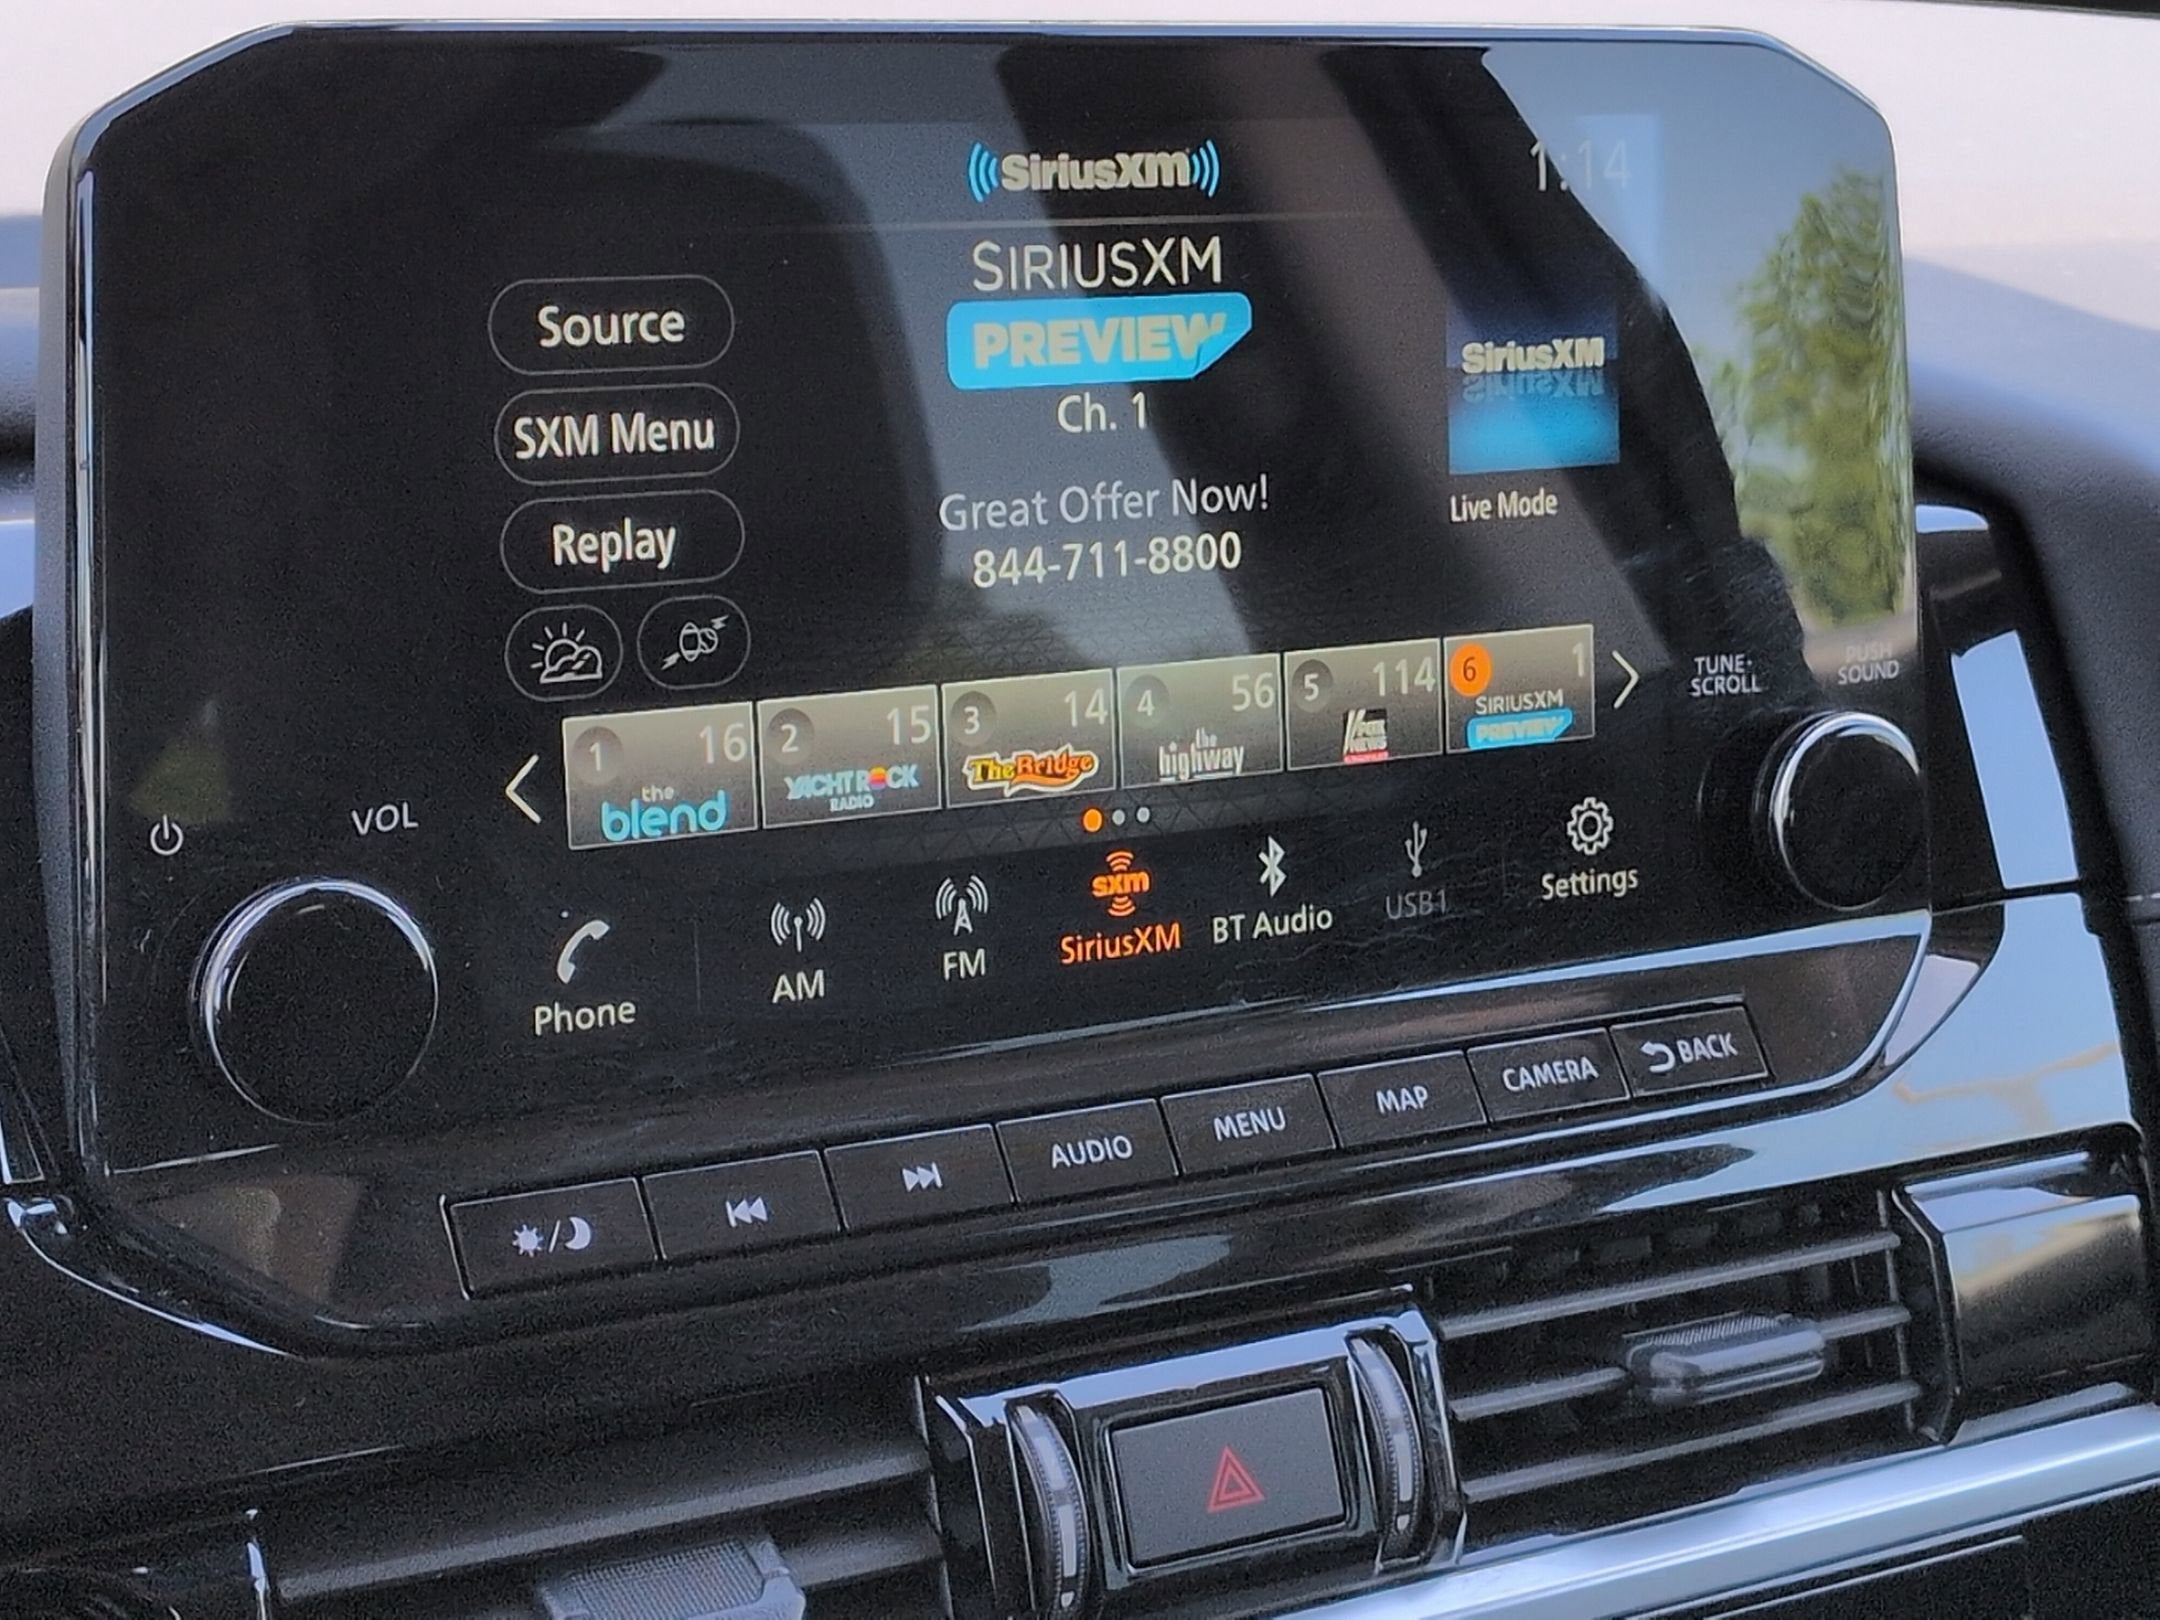 SiriusXM
1:14
SIRIUSXM
PREVIEW
Ch. 1
Great Offer Now!
844-711-8800
Source
SXM Menu
Replay
SiriusXM
Live Mode
1 16
the
blend
2 15
YACHT ROCK
RADIO
3 14
The Bridge
4 56
the
highway
5 114
FOX
NEWS
6 1
SIRIUSXM
PREVIEW
TUNE·
SCROLL
PUSH
SOUND
VOL
Phone
AM
FM
sxm
SiriusXM
BT Audio
USB1
Settings
AUDIO
MENU
MAP
CAMERA
BACK